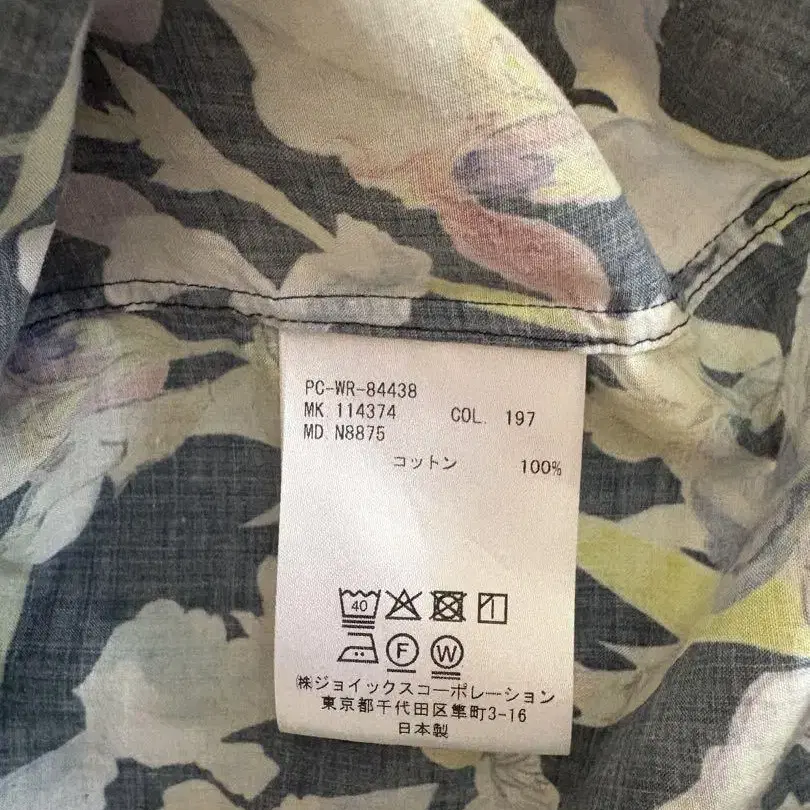 PC-WR-84438
MK. 114374 COL. 197
MD. N8875
コットン 100%
40
F W
㈱ジョイックスコーポレーション
東京都千代田区隼町3-16
日本製